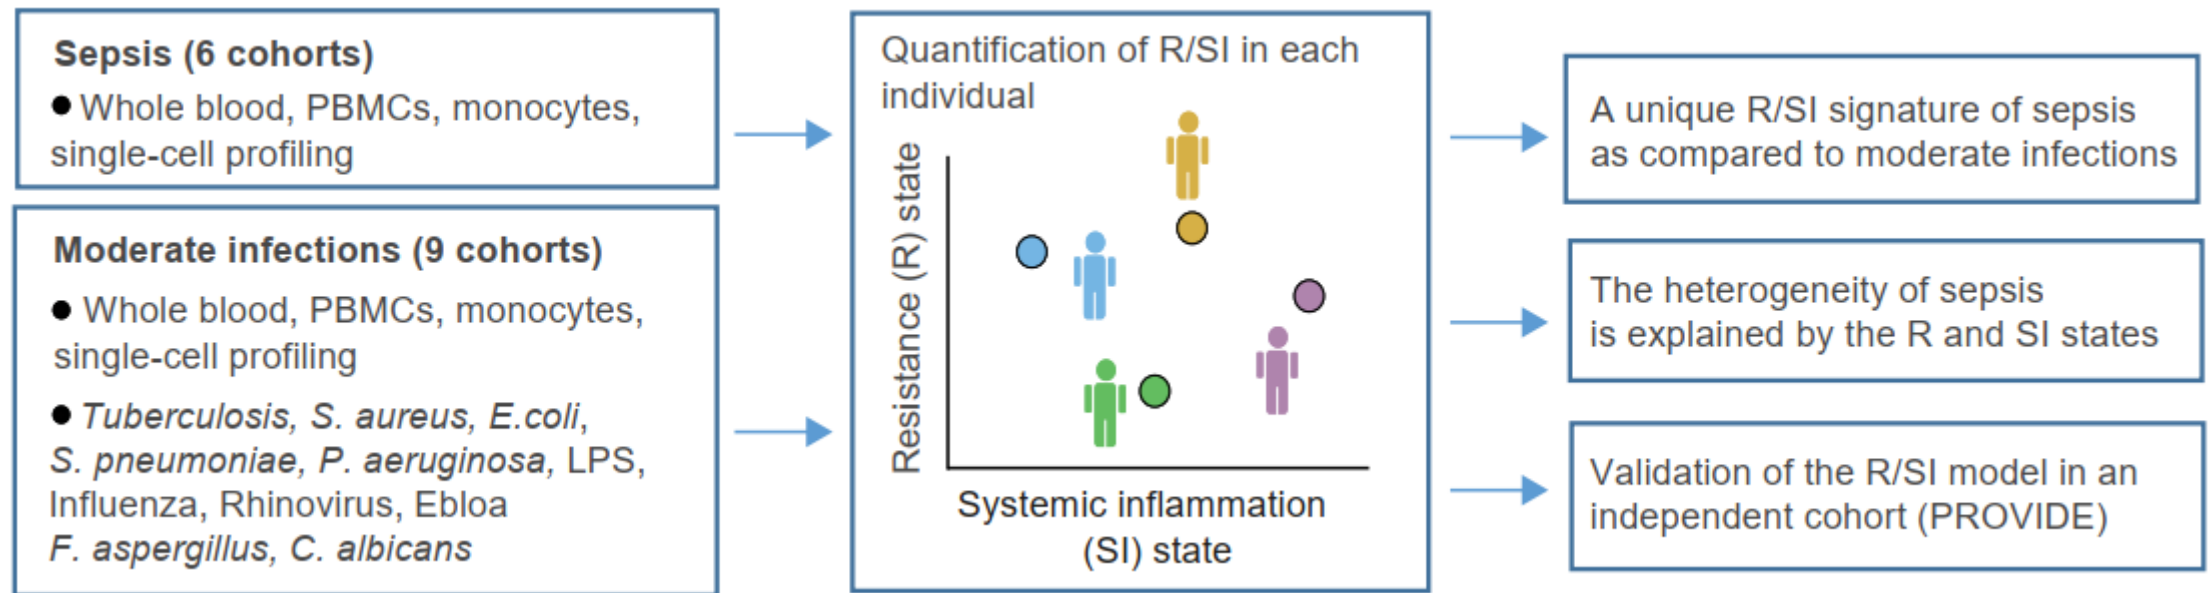 Sepsis (6 cohorts)
● Whole blood, PBMCs, monocytes,
single-cell profiling
Moderate infections (9 cohorts)
● Whole blood, PBMCs, monocytes,
single-cell profiling
● Tuberculosis, S. aureus, E.coli,
S. pneumoniae, P. aeruginosa, LPS,
Influenza, Rhinovirus, Ebloa
F. aspergillus, C. albicans
Quantification of R/SI in each
individual
Resistance (R) state
Systemic inflammation
(SI) state
A unique R/SI signature of sepsis
as compared to moderate infections
The heterogeneity of sepsis
is explained by the R and SI states
Validation of the R/SI model in an
independent cohort (PROVIDE)